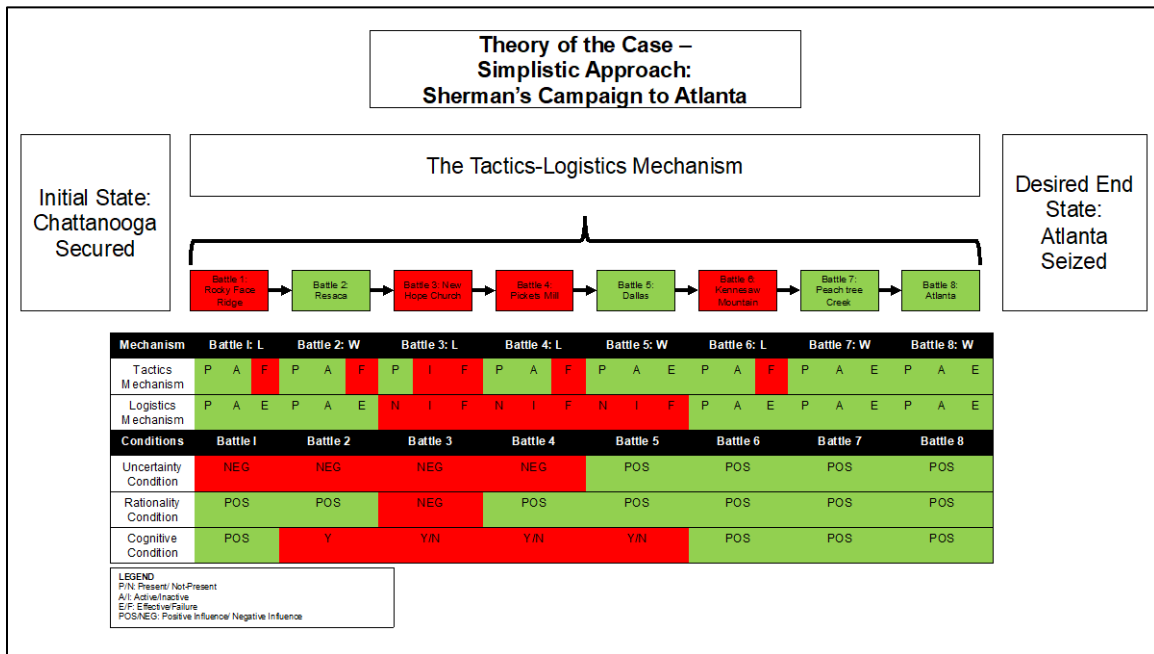 Theory of the Case –
Simplistic Approach:
Sherman's Campaign to Atlanta
Initial State:
Chattanooga
Secured
The Tactics-Logistics Mechanism
Desired End
State:
Atlanta
Seized
Battle 1:
Rocky Face
Ridge
Battle 2:
Resaca
Battle 3: New
Hope Church
Battle 4:
Pickets Mill
Battle 5:
Dallas
Battle 6:
Kennesaw
Mountain
Battle 7:
Peach tree
Creek
Battle 8:
Atlanta
Mechanism Battle I: L Battle 2: W Battle 3: L Battle 4: L Battle 5: W Battle 6: L Battle 7: W Battle 8: W
Tactics
Mechanism
P A F P A F P I F P A F P A E P A F P A E P A E
Logistics
Mechanism
P A E P A E N I F N I F N I F P A E P A E P A E
Conditions Battle I Battle 2 Battle 3 Battle 4 Battle 5 Battle 6 Battle 7 Battle 8
Uncertainty
Condition
NEG NEG NEG NEG POS POS POS POS
Rationality
Condition
POS POS NEG POS POS POS POS POS
Cognitive
Condition
POS Y Y/N Y/N Y/N POS POS POS
LEGEND
P/N: Present/ Not-Present
A/I: Active/Inactive
E/F: Effective/Failure
POS/NEG: Positive Influence/ Negative Influence